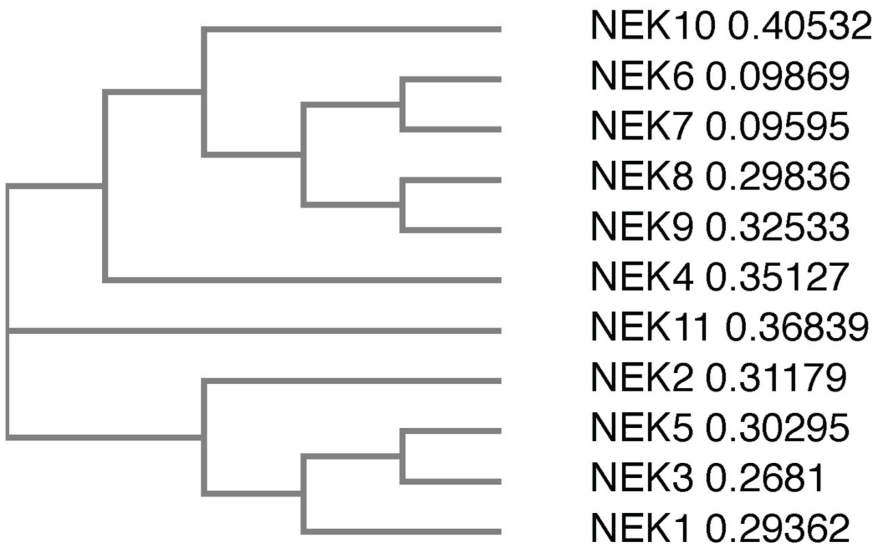 NEK10 0.40532
NEK6 0.09869
NEK7 0.09595
NEK8 0.29836
NEK9 0.32533
NEK4 0.35127
NEK11 0.36839
NEK2 0.31179
NEK5 0.30295
NEK3 0.2681
NEK1 0.29362